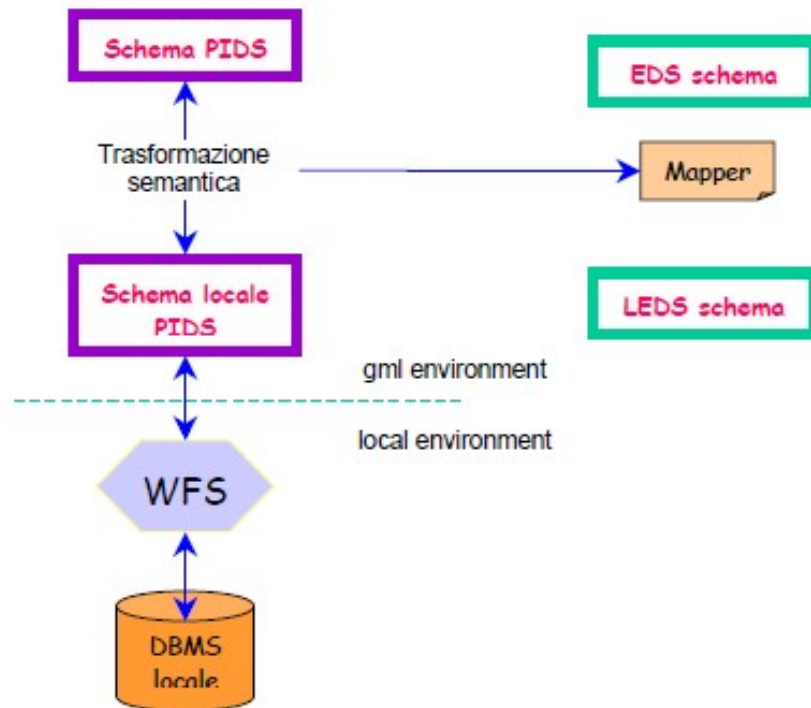 Schema PIDS
EDS schema
Trasformazione
semantica
Mapper
Schema locale
PIDS
LEDS schema
gml environment
local environment
WFS
DBMS
locale